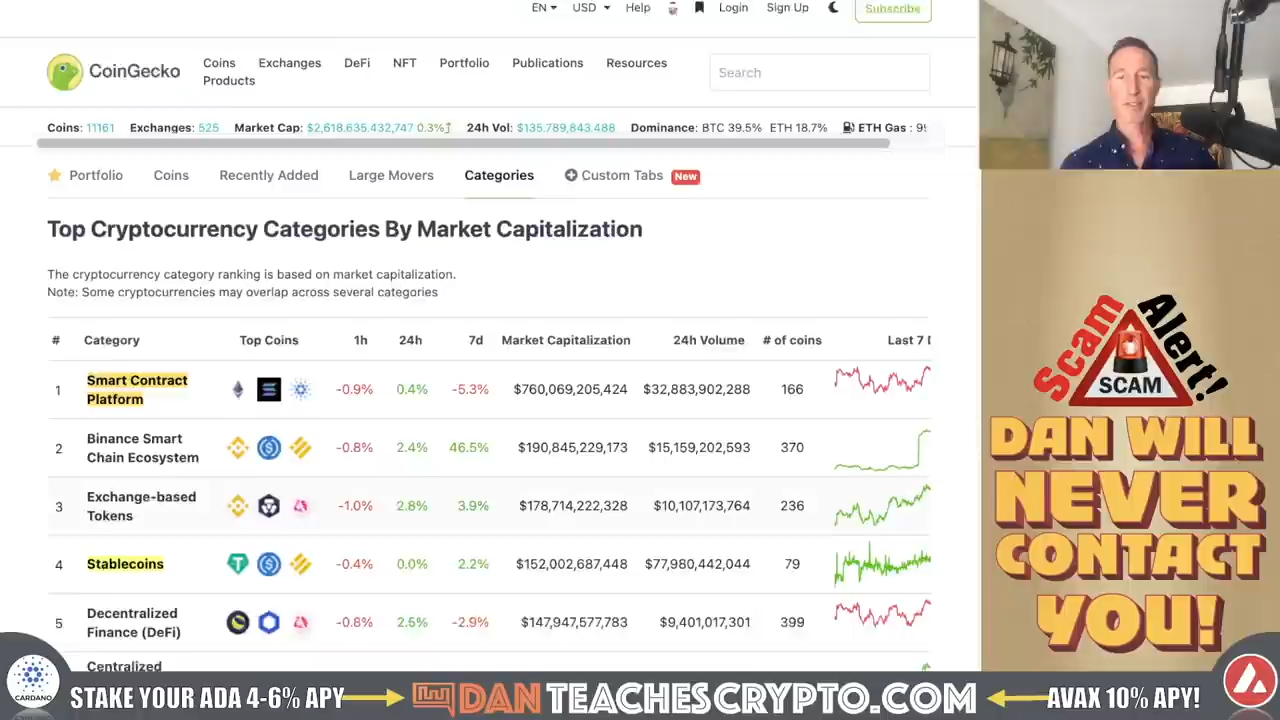 EN USD Help Login Sign Up Subscribe
CoinGecko
Coins Exchanges DeFi NFT Portfolio Publications Resources
Products
Search
Coins: 11161 Exchanges: 525 Market Cap: $2,618,635,432,747 0.3% 24h Vol: $135,789,843,488 Dominance: BTC 39.5% ETH 18.7% ETH Gas :
Portfolio Coins Recently Added Large Movers Categories Custom Tabs New
Top Cryptocurrency Categories By Market Capitalization
The cryptocurrency category ranking is based on market capitalization.
Note: Some cryptocurrencies may overlap across several categories
# Category Top Coins 1h 24h 7d Market Capitalization 24h Volume # of coins Last 7
1 Smart Contract Platform -0.9% 0.4% -5.3% $760,069,205,424 $32,883,902,288 166
2 Binance Smart Chain Ecosystem -0.8% 2.4% 46.5% $190,845,229,173 $15,159,202,593 370
3 Exchange-based Tokens -1.0% 2.8% 3.9% $178,714,222,328 $10,107,173,764 236
4 Stablecoins -0.4% 0.0% 2.2% $152,002,687,448 $77,980,442,044 79
5 Decentralized Finance (DeFi) -0.8% 2.5% -2.9% $147,947,577,783 $9,401,017,301 399
Centralized
Scam Alert!
SCAM
DAN WILL
NEVER
CONTACT
YOU!
CARDANO
STAKE YOUR ADA 4-6% APY DANTEACHESCRYPTO.COM AVAX 10% APY!